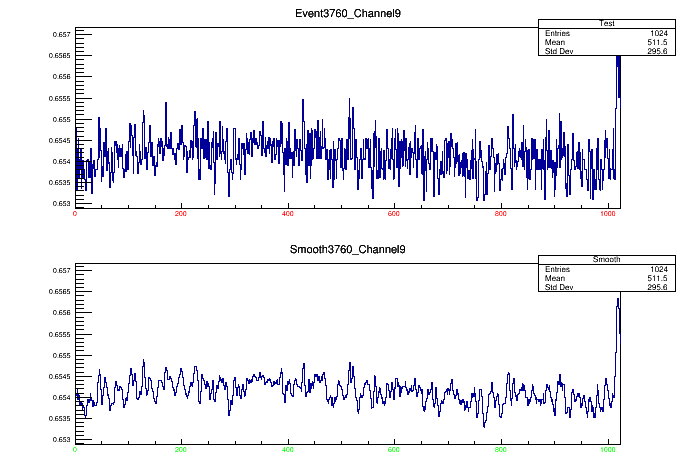 Event3760_Channel9
Test
Entries 1024
Mean 511.5
Std Dev 295.6
0.657
0.6565
0.656
0.6555
0.655
0.6545
0.654
0.6535
0.653
0 200 400 600 800 1000
Smooth3760_Channel9
Smooth
Entries 1024
Mean 511.5
Std Dev 295.6
0.657
0.6565
0.656
0.6555
0.655
0.6545
0.654
0.6535
0.653
0 200 400 600 800 1000